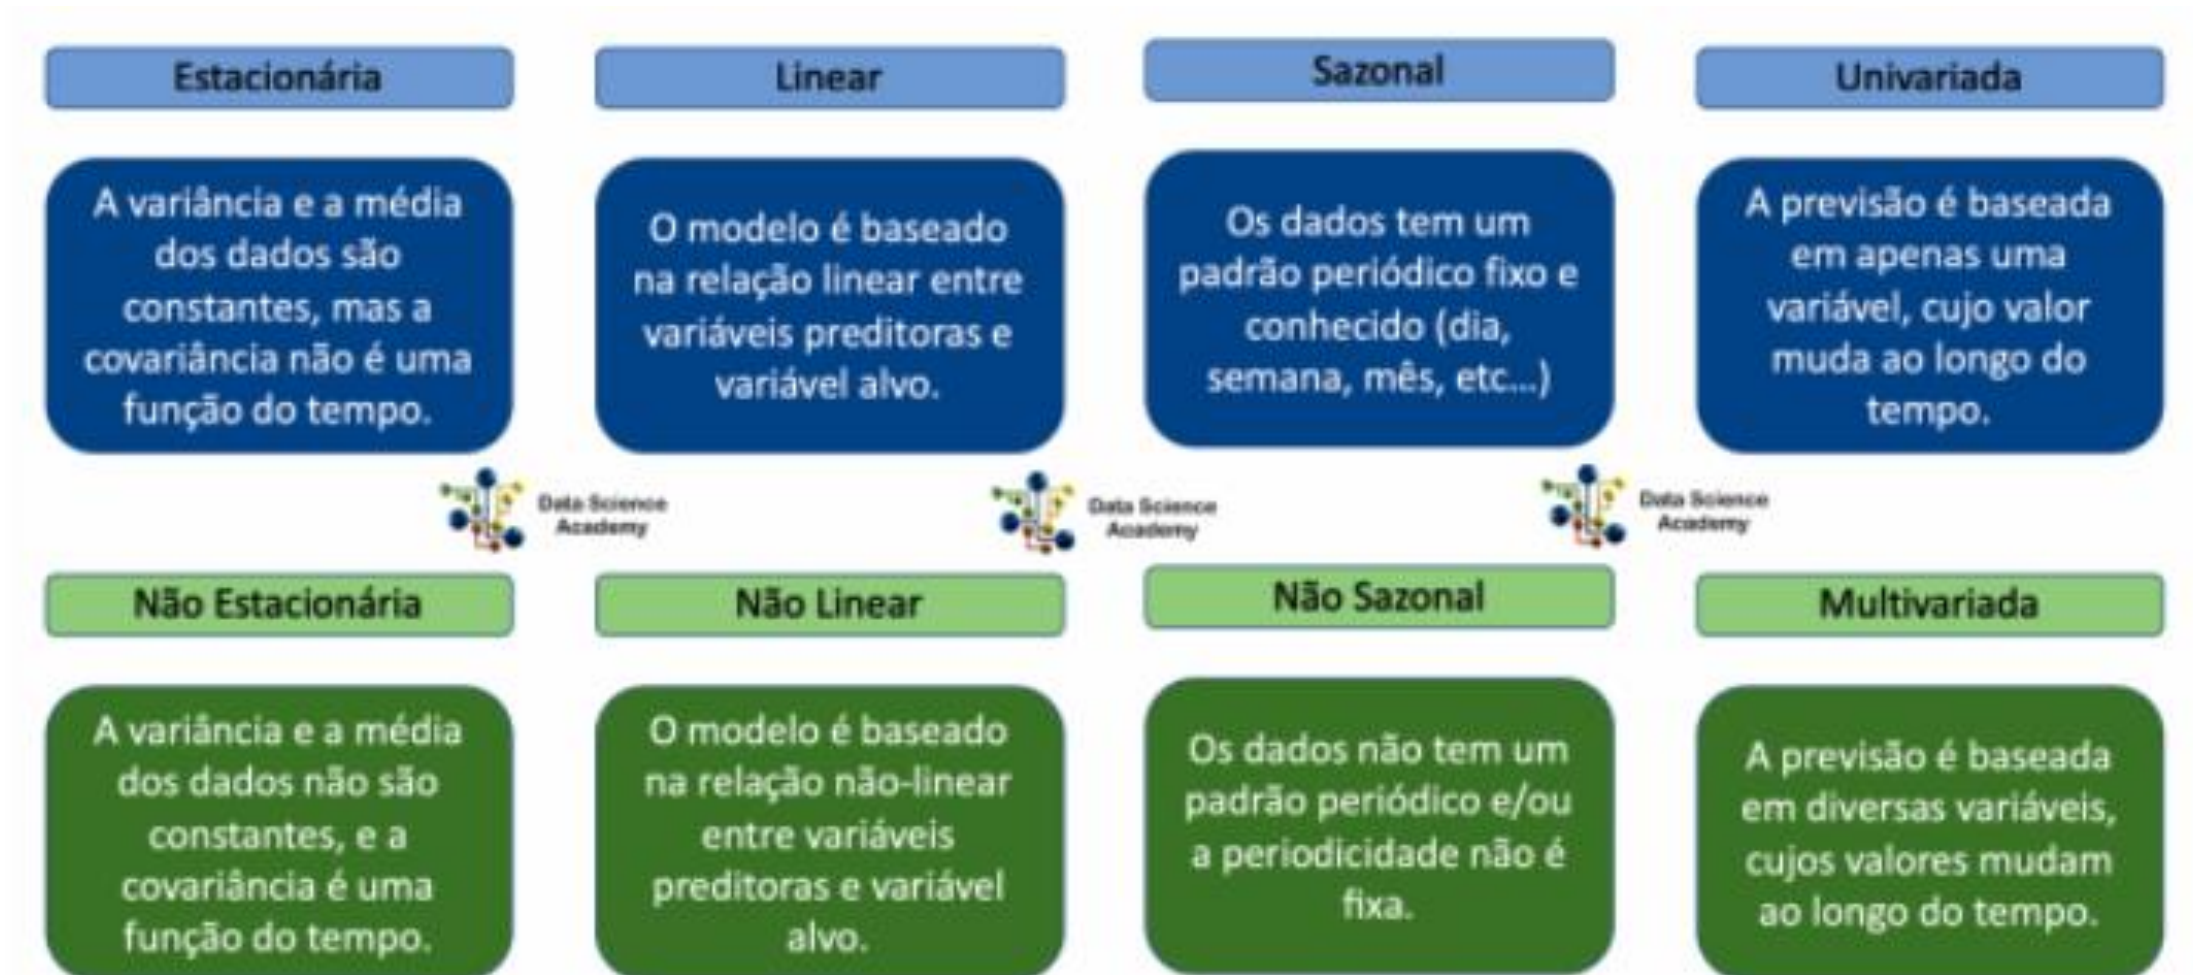 Estacionária
A variância e a média
dos dados são
constantes, mas a
covariância não é uma
função do tempo.
Linear
O modelo é baseado
na relação linear entre
variáveis preditoras e
variável alvo.
Sazonal
Os dados tem um
padrão periódico fixo e
conhecido (dia,
semana, mês, etc...)
Univariada
A previsão é baseada
em apenas uma
variável, cujo valor
muda ao longo do
tempo.
Data Science
Academy
Data Science
Academy
Data Science
Academy
Não Estacionária
A variância e a média
dos dados não são
constantes, e a
covariância é uma
função do tempo.
Não Linear
O modelo é baseado
na relação não-linear
entre variáveis
preditoras e variável
alvo.
Não Sazonal
Os dados não tem um
padrão periódico e/ou
a periodicidade não é
fixa.
Multivariada
A previsão é baseada
em diversas variáveis,
cujos valores mudam
ao longo do tempo.